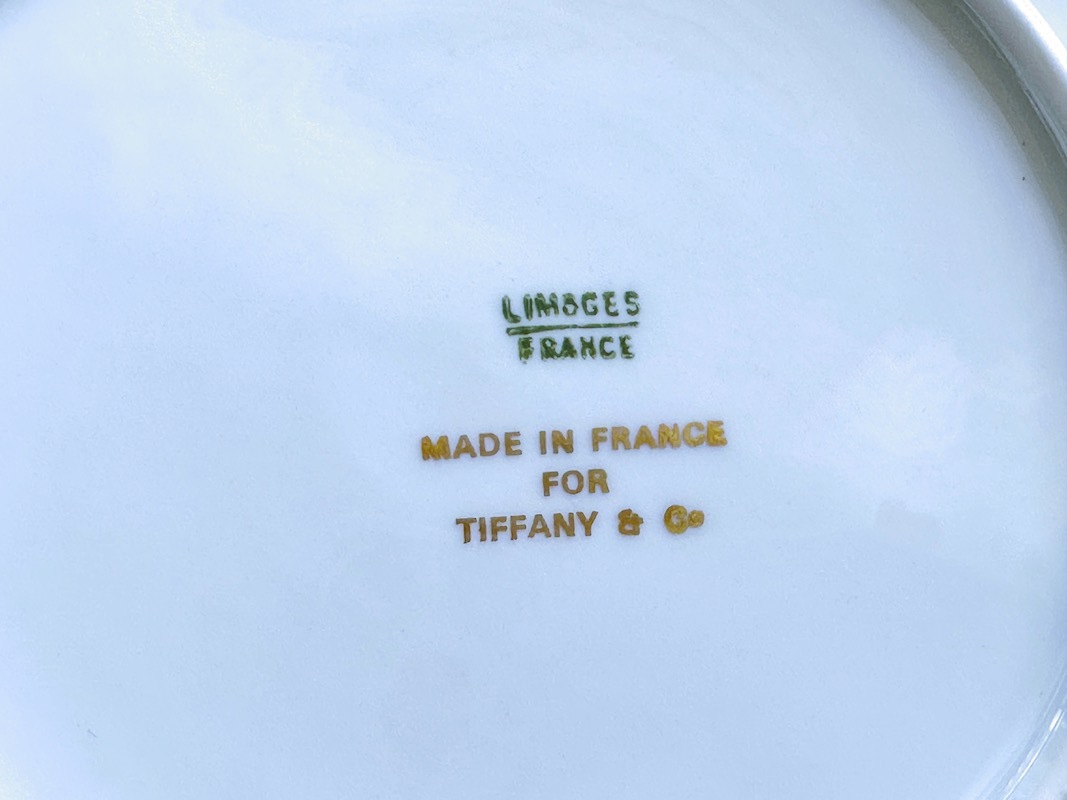 LIMOGES
FRANCE
MADE IN FRANCE
FOR
TIFFANY & Co